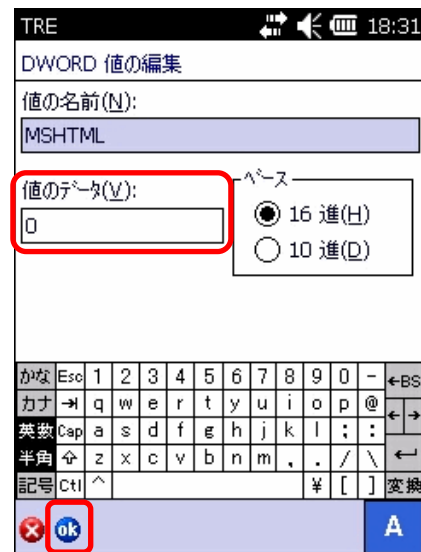 TRE 18:31
DWORD 値の編集
値の名前(N):
MSHTML
値のデータ(V):
0
ベース
16 進(H)
10 進(D)
かな Esc 1 2 3 4 5 6 7 8 9 0 - ←BS
カナ →| q w e r t y u i o p @ ← →
英数 Cap a s d f g h j k l ; :
半角 ⇧ z x c v b n m , . / \ ↵
記号 Ctl ^ ¥ [ ] 変換
ok A